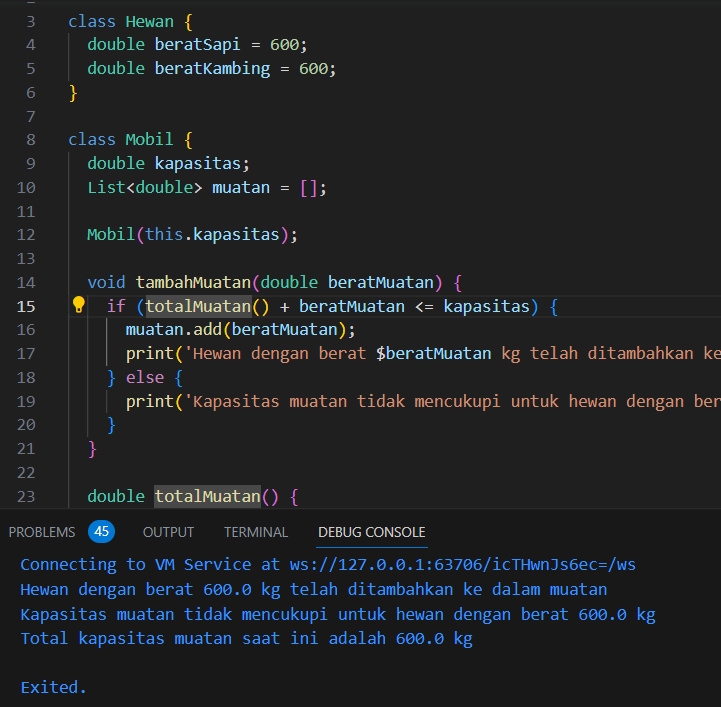 3 class Hewan {
4 double beratSapi = 600;
5 double beratKambing = 600;
6 }
7
8 class Mobil {
9 double kapasitas;
10 List<double> muatan = [];
11
12 Mobil(this.kapasitas);
13
14 void tambahMuatan(double beratMuatan) {
15 if (totalMuatan() + beratMuatan <= kapasitas) {
16 muatan.add(beratMuatan);
17 print('Hewan dengan berat $beratMuatan kg telah ditambahkan ke
18 } else {
19 print('Kapasitas muatan tidak mencukupi untuk hewan dengan ber
20 }
21 }
22
23 double totalMuatan() {
PROBLEMS 45 OUTPUT TERMINAL DEBUG CONSOLE
Connecting to VM Service at ws://127.0.0.1:63706/icTHwnJs6ec=/ws
Hewan dengan berat 600.0 kg telah ditambahkan ke dalam muatan
Kapasitas muatan tidak mencukupi untuk hewan dengan berat 600.0 kg
Total kapasitas muatan saat ini adalah 600.0 kg
Exited.